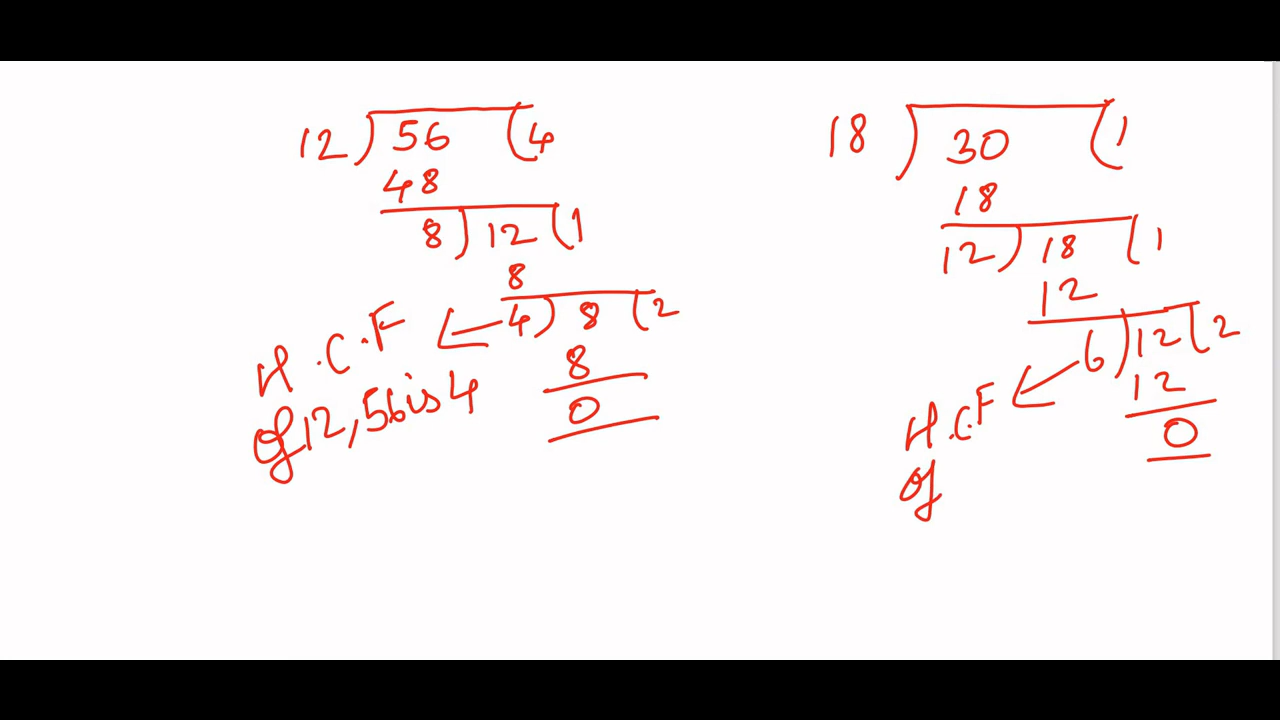 12 ) 56 ( 4
48
8 ) 12 ( 1
8
4 ) 8 ( 2
8
0
H.C.F
of 12, 56 is 4
18 ) 30 ( 1
18
12 ) 18 ( 1
12
6 ) 12 ( 2
12
0
H.C.F
of